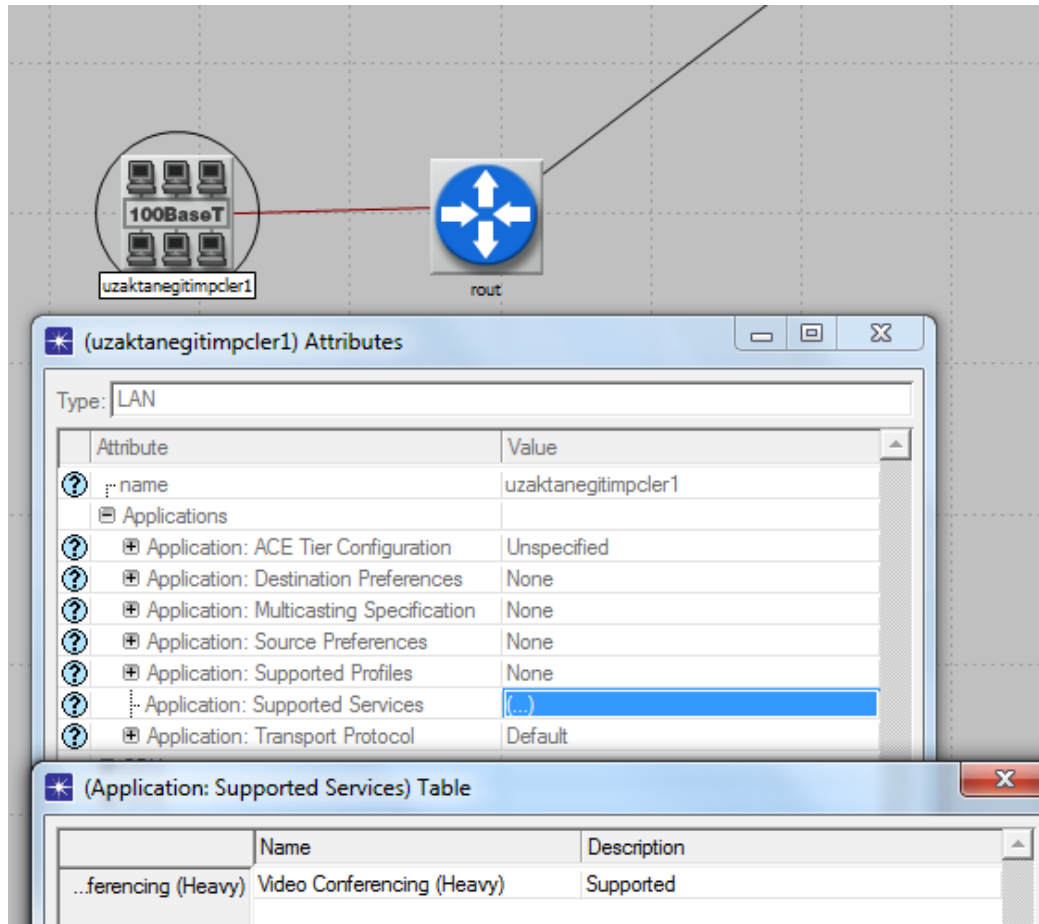 100BaseT
uzaktanegitimpcler1
rout
(uzaktanegitimpcler1) Attributes
Type: LAN
Attribute Value
name uzaktanegitimpcler1
Applications
Application: ACE Tier Configuration Unspecified
Application: Destination Preferences None
Application: Multicasting Specification None
Application: Source Preferences None
Application: Supported Profiles None
Application: Supported Services (...)
Application: Transport Protocol Default
(Application: Supported Services) Table
Name Description
...ferencing (Heavy) Video Conferencing (Heavy) Supported